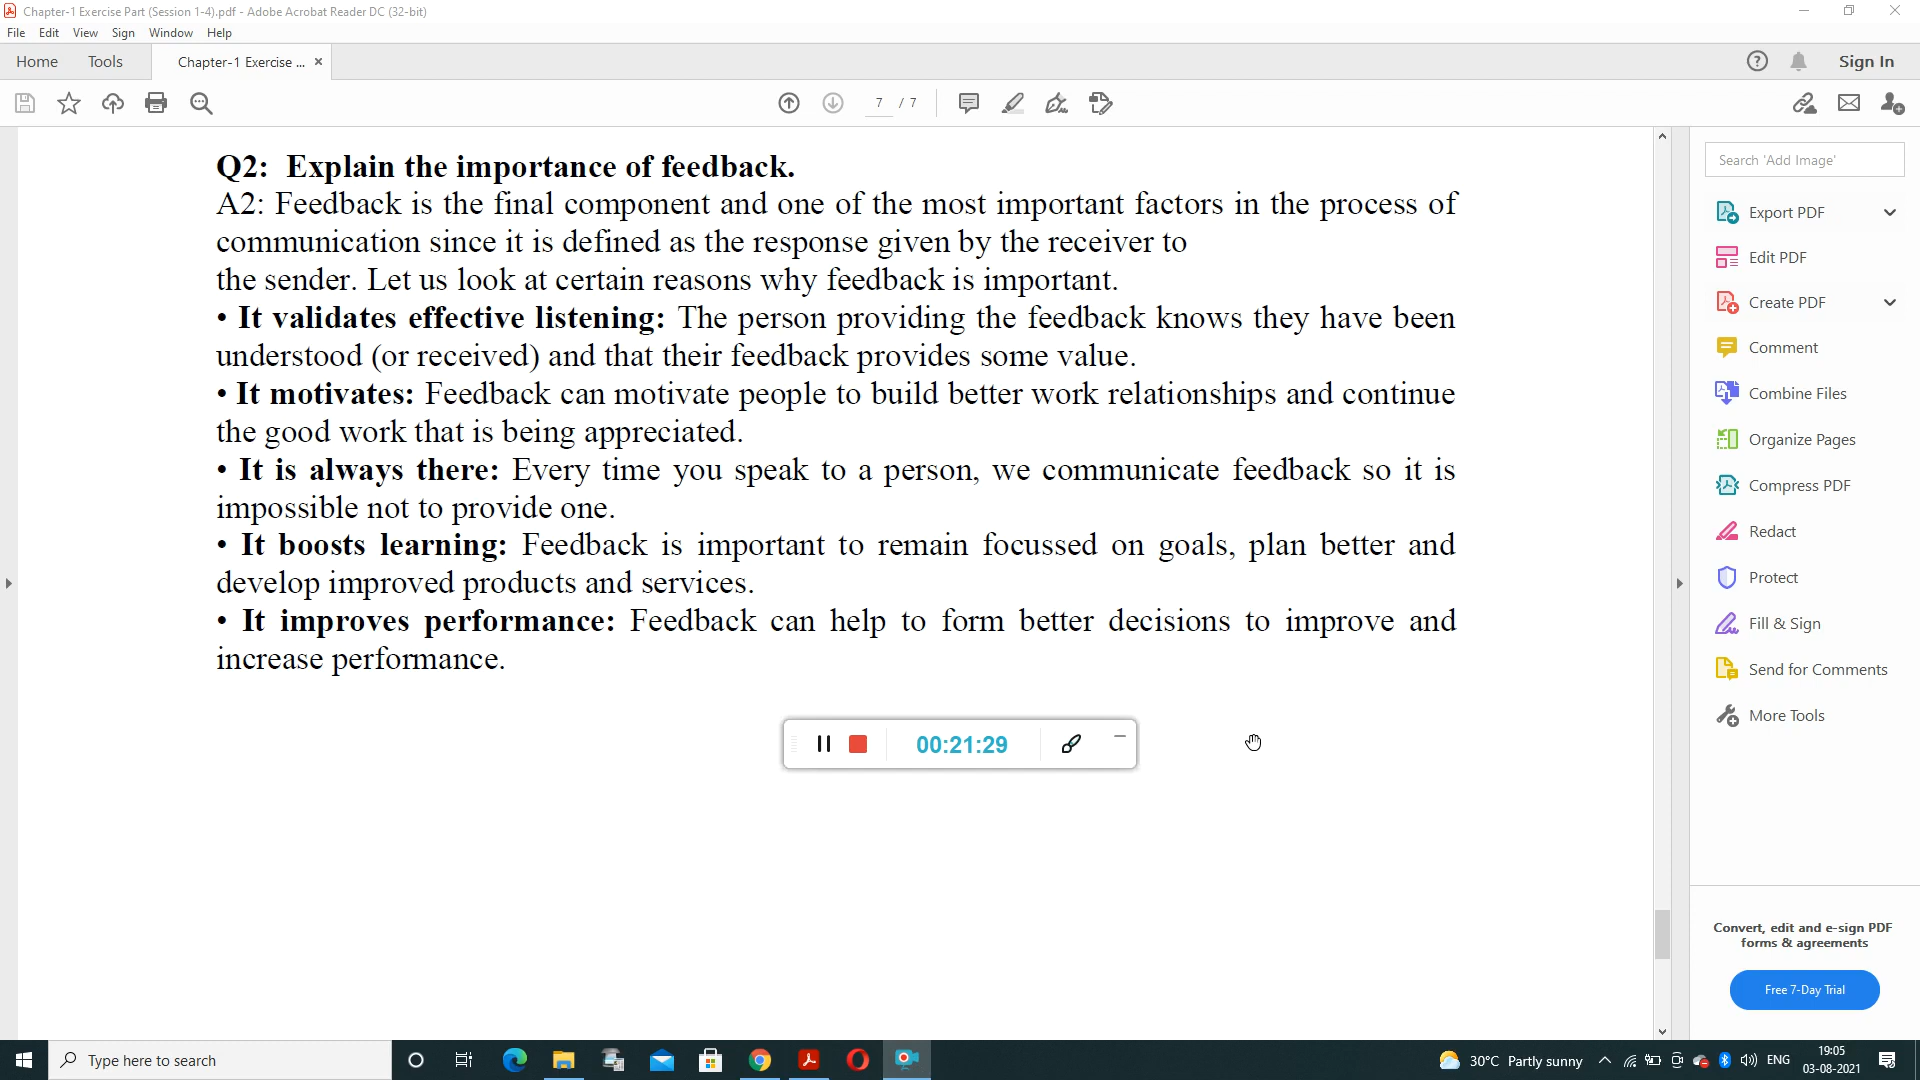 Chapter-1 Exercise Part (Session 1-4).pdf - Adobe Acrobat Reader DC (32-bit)
File Edit View Sign Window Help
Home Tools Chapter-1 Exercise ... × Sign In
7 / 7
Q2: Explain the importance of feedback.
A2: Feedback is the final component and one of the most important factors in the process of
communication since it is defined as the response given by the receiver to
the sender. Let us look at certain reasons why feedback is important.
• It validates effective listening: The person providing the feedback knows they have been
understood (or received) and that their feedback provides some value.
• It motivates: Feedback can motivate people to build better work relationships and continue
the good work that is being appreciated.
• It is always there: Every time you speak to a person, we communicate feedback so it is
impossible not to provide one.
• It boosts learning: Feedback is important to remain focussed on goals, plan better and
develop improved products and services.
• It improves performance: Feedback can help to form better decisions to improve and
increase performance.
00:21:29
Search 'Add Image'
Export PDF
Edit PDF
Create PDF
Comment
Combine Files
Organize Pages
Compress PDF
Redact
Protect
Fill & Sign
Send for Comments
More Tools
Convert, edit and e-sign PDF
forms & agreements
Free 7-Day Trial
Type here to search
30°C Partly sunny
ENG
19:05
03-08-2021